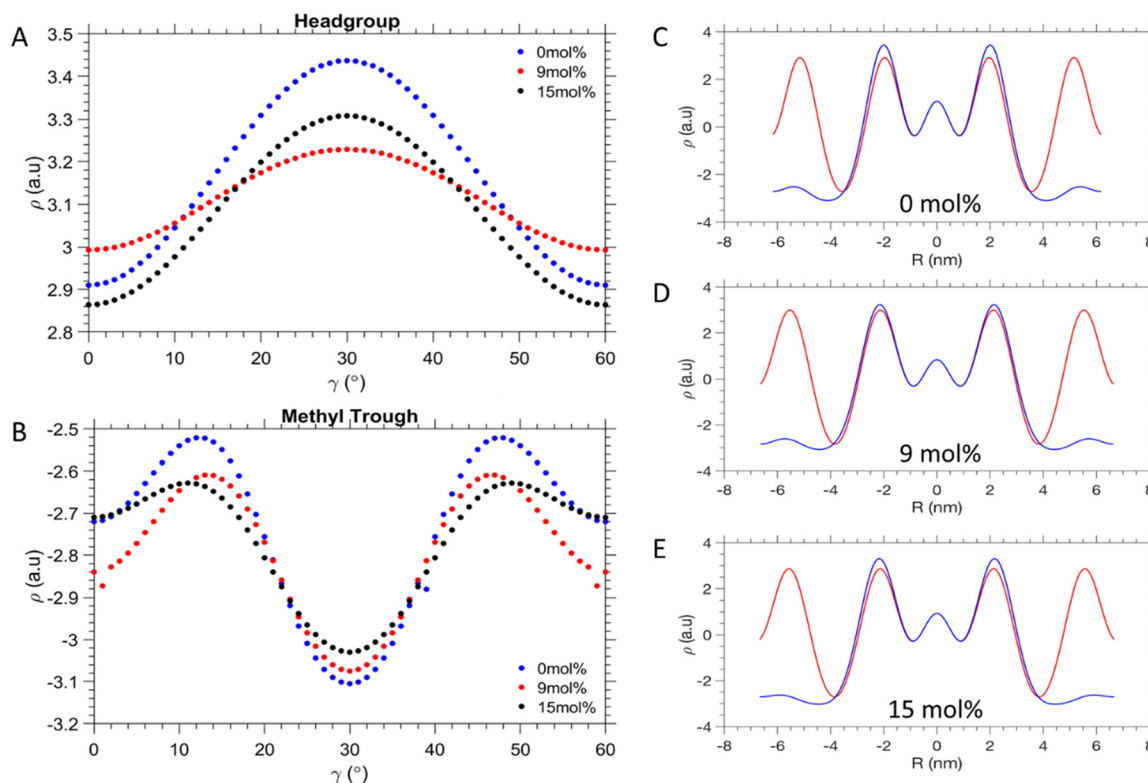 A
Headgroup
3.5
3.4
3.3
3.2
3.1
3
2.9
2.8
ρ (a.u)
0mol%
9mol%
15mol%
0 10 20 30 40 50 60
γ (°)
B
Methyl Trough
-2.5
-2.6
-2.7
-2.8
-2.9
-3
-3.1
-3.2
ρ (a.u)
0mol%
9mol%
15mol%
0 10 20 30 40 50 60
γ (°)
C
4
2
0
-2
-4
ρ (a.u)
0 mol%
-8 -6 -4 -2 0 2 4 6 8
R (nm)
D
4
2
0
-2
-4
ρ (a.u)
9 mol%
-8 -6 -4 -2 0 2 4 6 8
R (nm)
E
4
2
0
-2
-4
ρ (a.u)
15 mol%
-8 -6 -4 -2 0 2 4 6 8
R (nm)